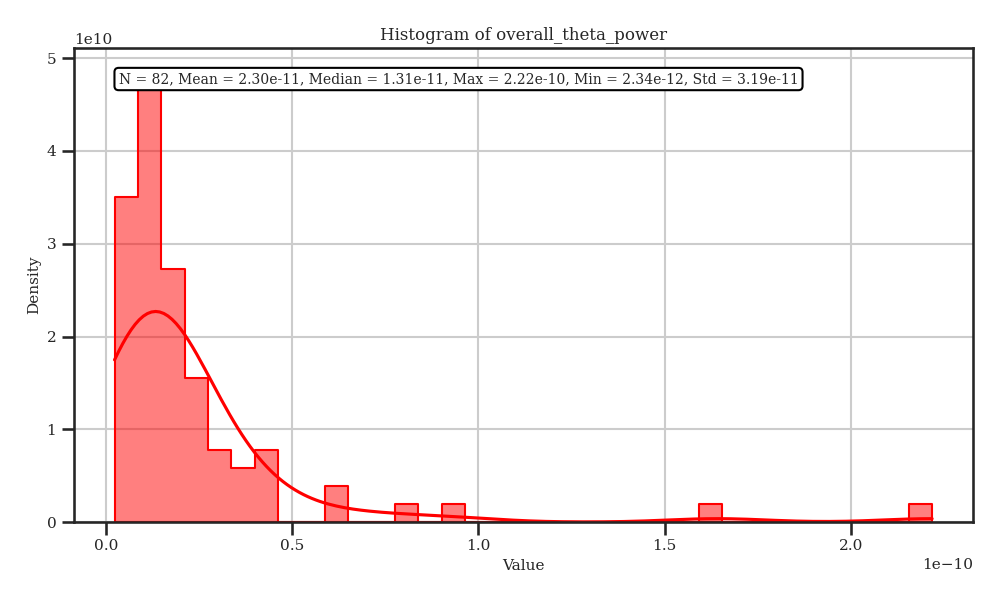 Histogram of overall_theta_power
1e10
N = 82, Mean = 2.30e-11, Median = 1.31e-11, Max = 2.22e-10, Min = 2.34e-12, Std = 3.19e-11
5
4
3
2
1
0
Density
0.0 0.5 1.0 1.5 2.0
Value
1e−10